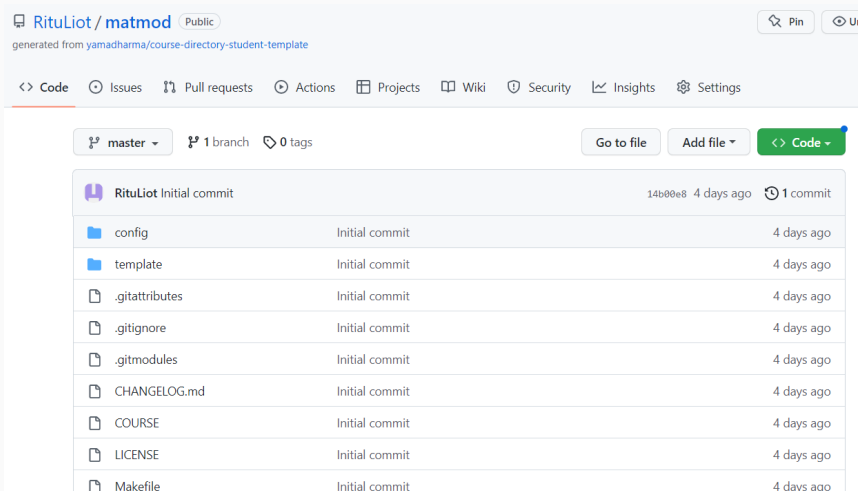 RituLiot / matmod Public
Pin
generated from yamadharma/course-directory-student-template
Code Issues Pull requests Actions Projects Wiki Security Insights Settings
master 1 branch 0 tags Go to file Add file Code
RituLiot Initial commit 14b00e8 4 days ago 1 commit
config Initial commit 4 days ago
template Initial commit 4 days ago
.gitattributes Initial commit 4 days ago
.gitignore Initial commit 4 days ago
.gitmodules Initial commit 4 days ago
CHANGELOG.md Initial commit 4 days ago
COURSE Initial commit 4 days ago
LICENSE Initial commit 4 days ago
Makefile Initial commit 4 days ago